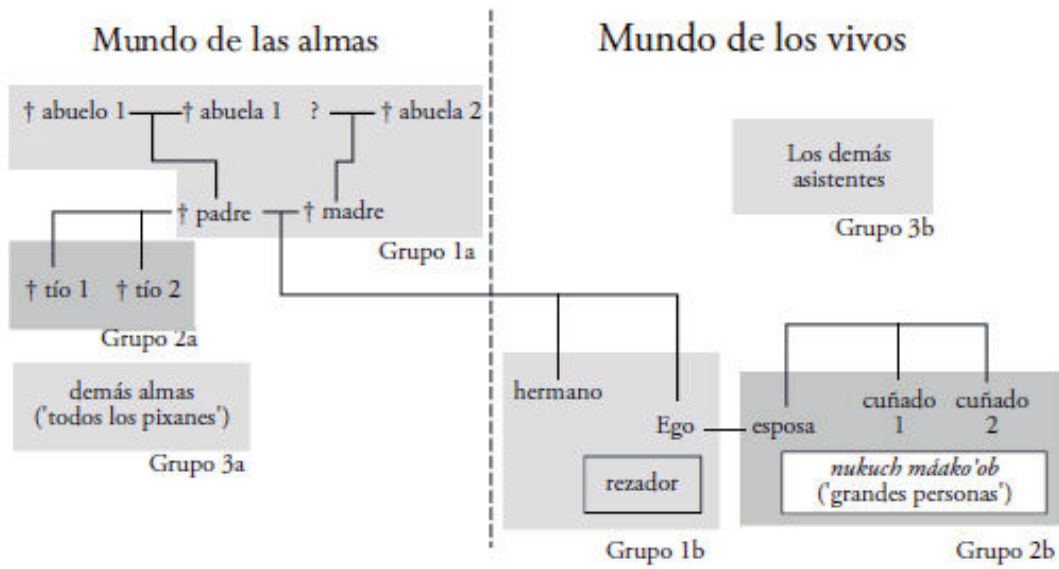 Mundo de las almas
† abuelo 1 † abuela 1 ? † abuela 2
† padre † madre
Grupo 1a
† tío 1 † tío 2
Grupo 2a
demás almas
('todos los pixanes')
Grupo 3a
Mundo de los vivos
Los demás
asistentes
Grupo 3b
hermano
Ego
rezador
Grupo 1b
esposa
cuñado
1
cuñado
2
nukuch máako'ob
('grandes personas')
Grupo 2b